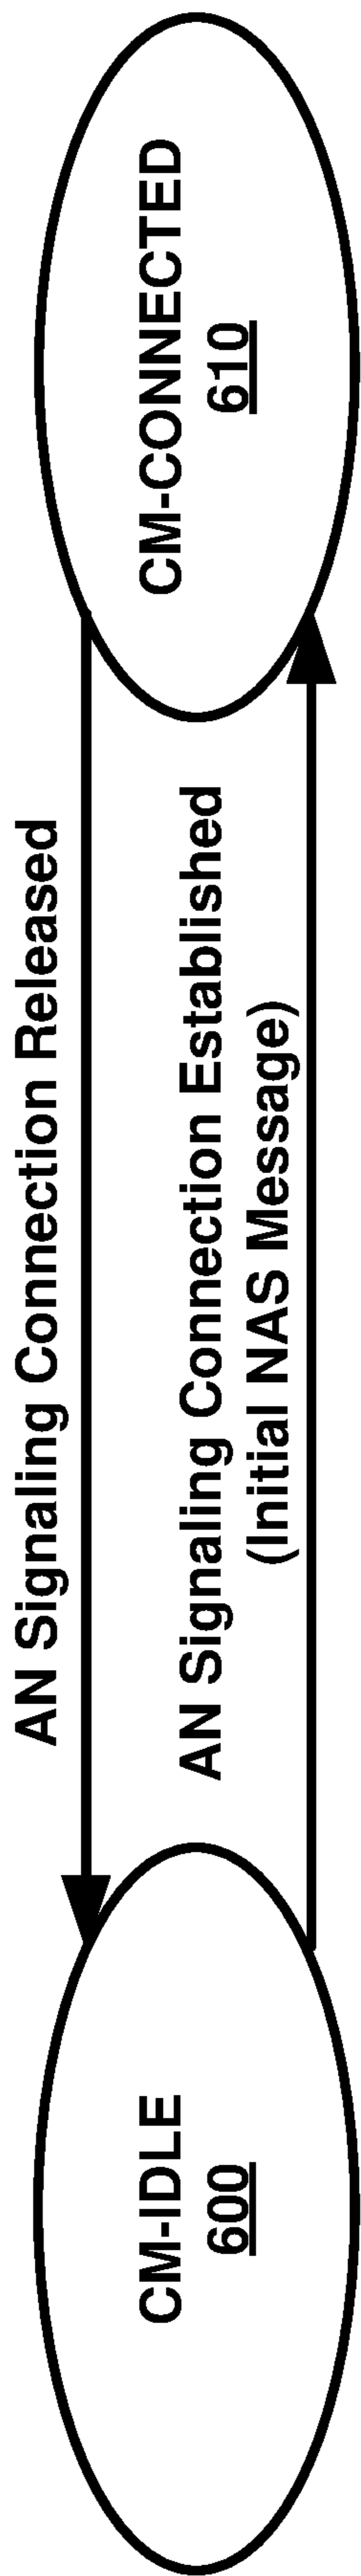 AN Signaling Connection Released
CM-IDLE
600
AN Signaling Connection Established
(Initial NAS Message)
CM-CONNECTED
610